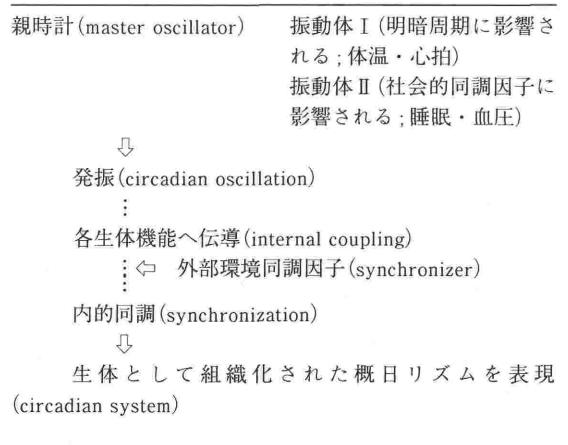 親時計(master oscillator) 振動体Ⅰ(明暗周期に影響さ
れる;体温・心拍)
振動体Ⅱ(社会的同調因子に
影響される;睡眠・血圧)
⇩
発振(circadian oscillation)
⋮
各生体機能へ伝導(internal coupling)
⋮⇦ 外部環境同調因子(synchronizer)
内的同調(synchronization)
⇩
生体として組織化された概日リズムを表現
(circadian system)